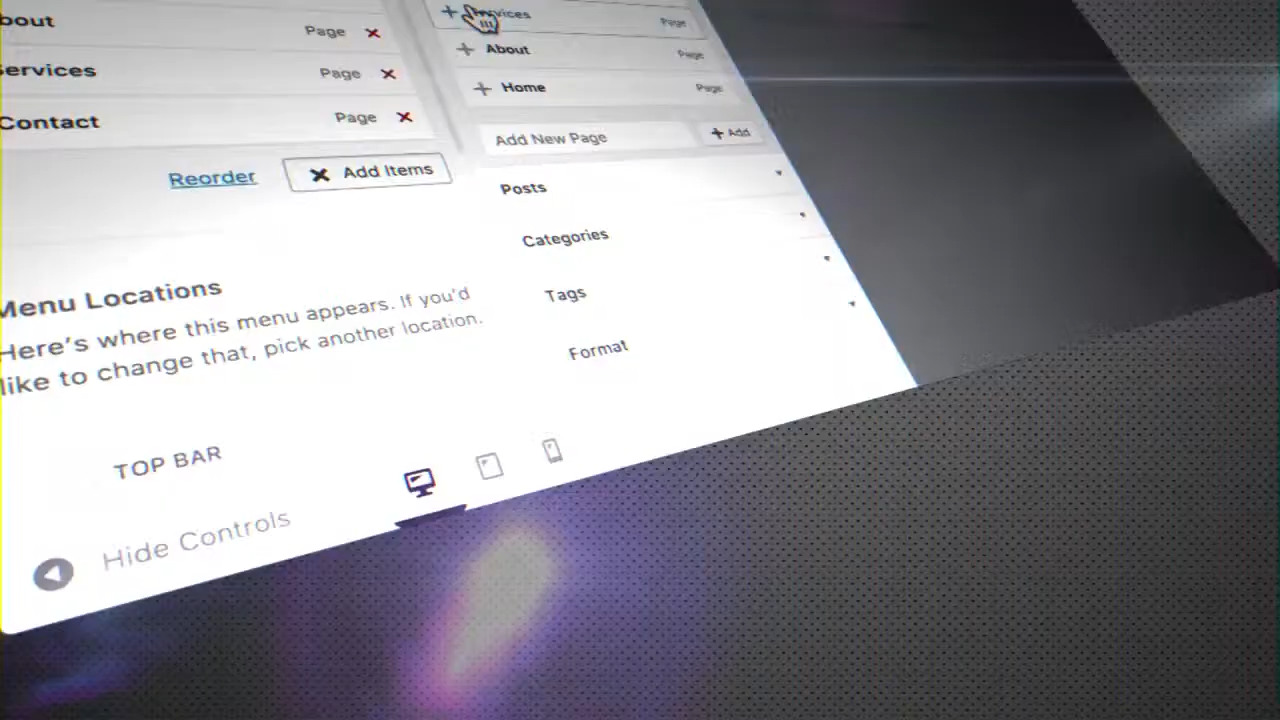 bout
Page
ervices
Page
Contact
Page
Reorder
Add Items
Menu Locations
Here's where this menu appears. If you'd
like to change that, pick another location.
TOP BAR
Hide Controls
Services
Page
About
Page
Home
Page
Add New Page
Add
Posts
Categories
Tags
Format